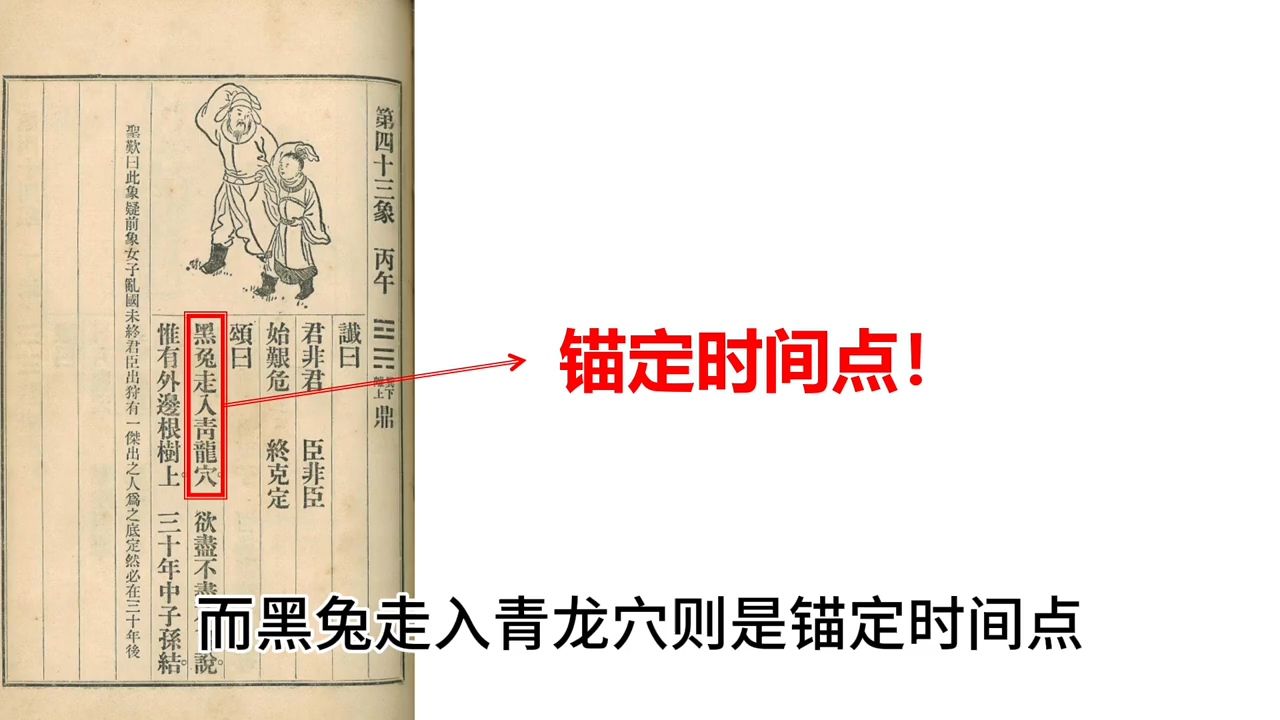 第四十三象 丙午
巽下
離上
鼎
讖曰
君非君 臣非臣
始艱危 終克定
頌曰
黑兔走入青龍穴。欲盡不盡 說。
惟有外邊根樹上。三十年中子孫結。
聖歎曰此象疑前象女子亂國未終君臣出狩有一傑出之人爲之底定然必在三十年後
锚定时间点！
而黑兔走入青龙穴则是锚定时间点